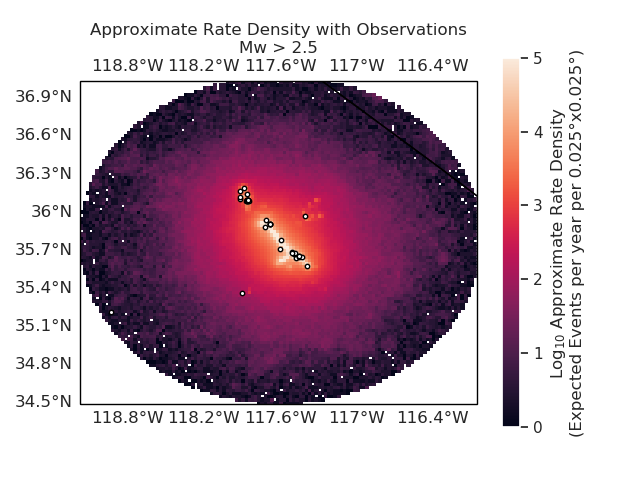 Approximate Rate Density with Observations
Mw > 2.5
118.8°W 118.2°W 117.6°W 117°W 116.4°W
36.9°N
36.6°N
36.3°N
36°N
35.7°N
35.4°N
35.1°N
34.8°N
34.5°N
118.8°W 118.2°W 117.6°W 117°W 116.4°W
5
4
3
2
1
0
Log₁₀ Approximate Rate Density
(Expected Events per year per 0.025°x0.025°)